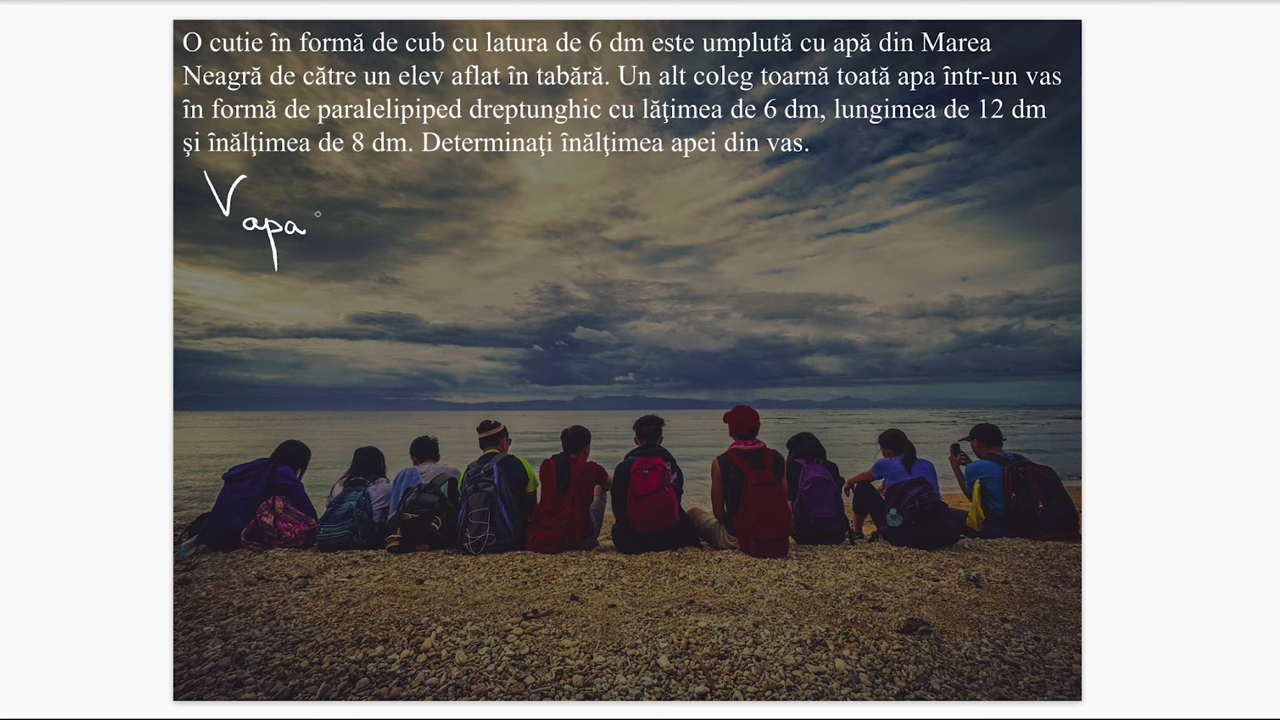 O cutie în formă de cub cu latura de 6 dm este umplută cu apă din Marea
Neagră de către un elev aflat în tabără. Un alt coleg toarnă toată apa într-un vas
în formă de paralelipiped dreptunghic cu lăţimea de 6 dm, lungimea de 12 dm
şi înălţimea de 8 dm. Determinaţi înălţimea apei din vas.
V apa